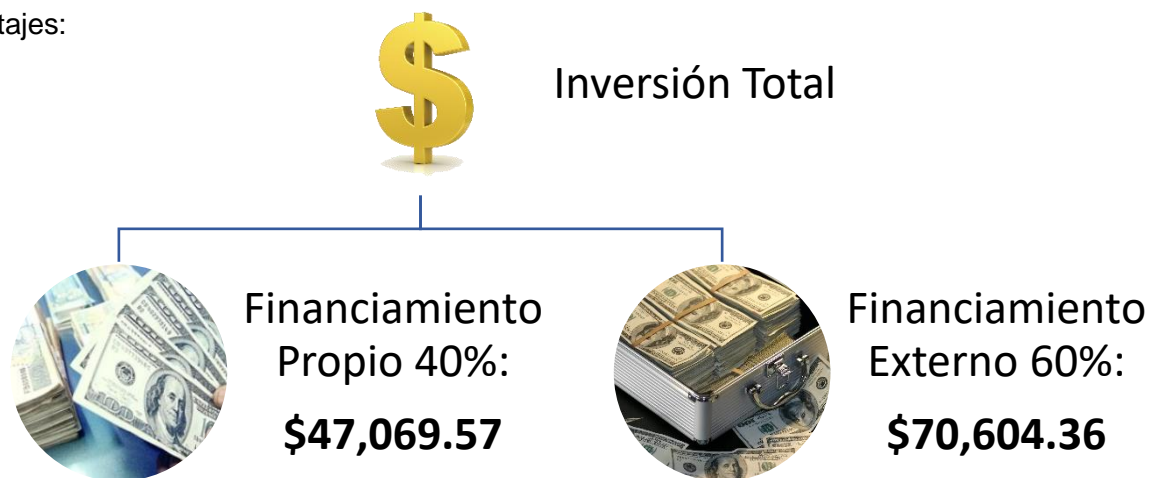 tajes:
Inversión Total
Financiamiento
Propio 40%:
$47,069.57
Financiamiento
Externo 60%:
$70,604.36